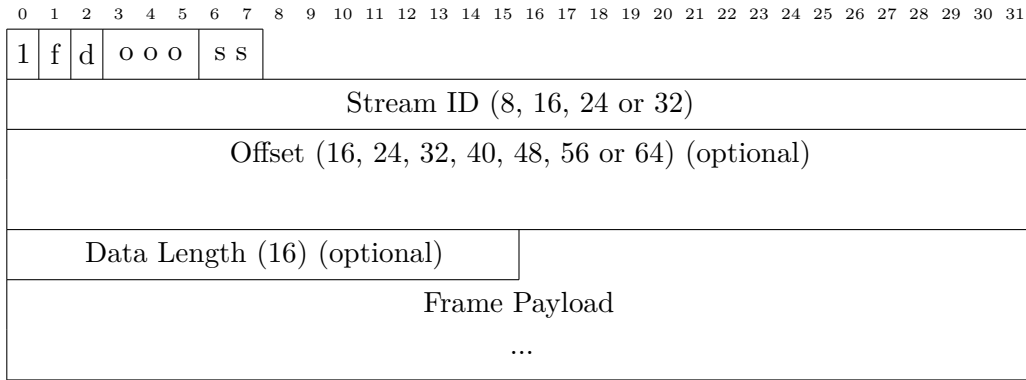 0 1 2 3 4 5 6 7 8 9 10 11 12 13 14 15 16 17 18 19 20 21 22 23 24 25 26 27 28 29 30 31
1 f d o o o s s
Stream ID (8, 16, 24 or 32)
Offset (16, 24, 32, 40, 48, 56 or 64) (optional)
Data Length (16) (optional)
Frame Payload
...